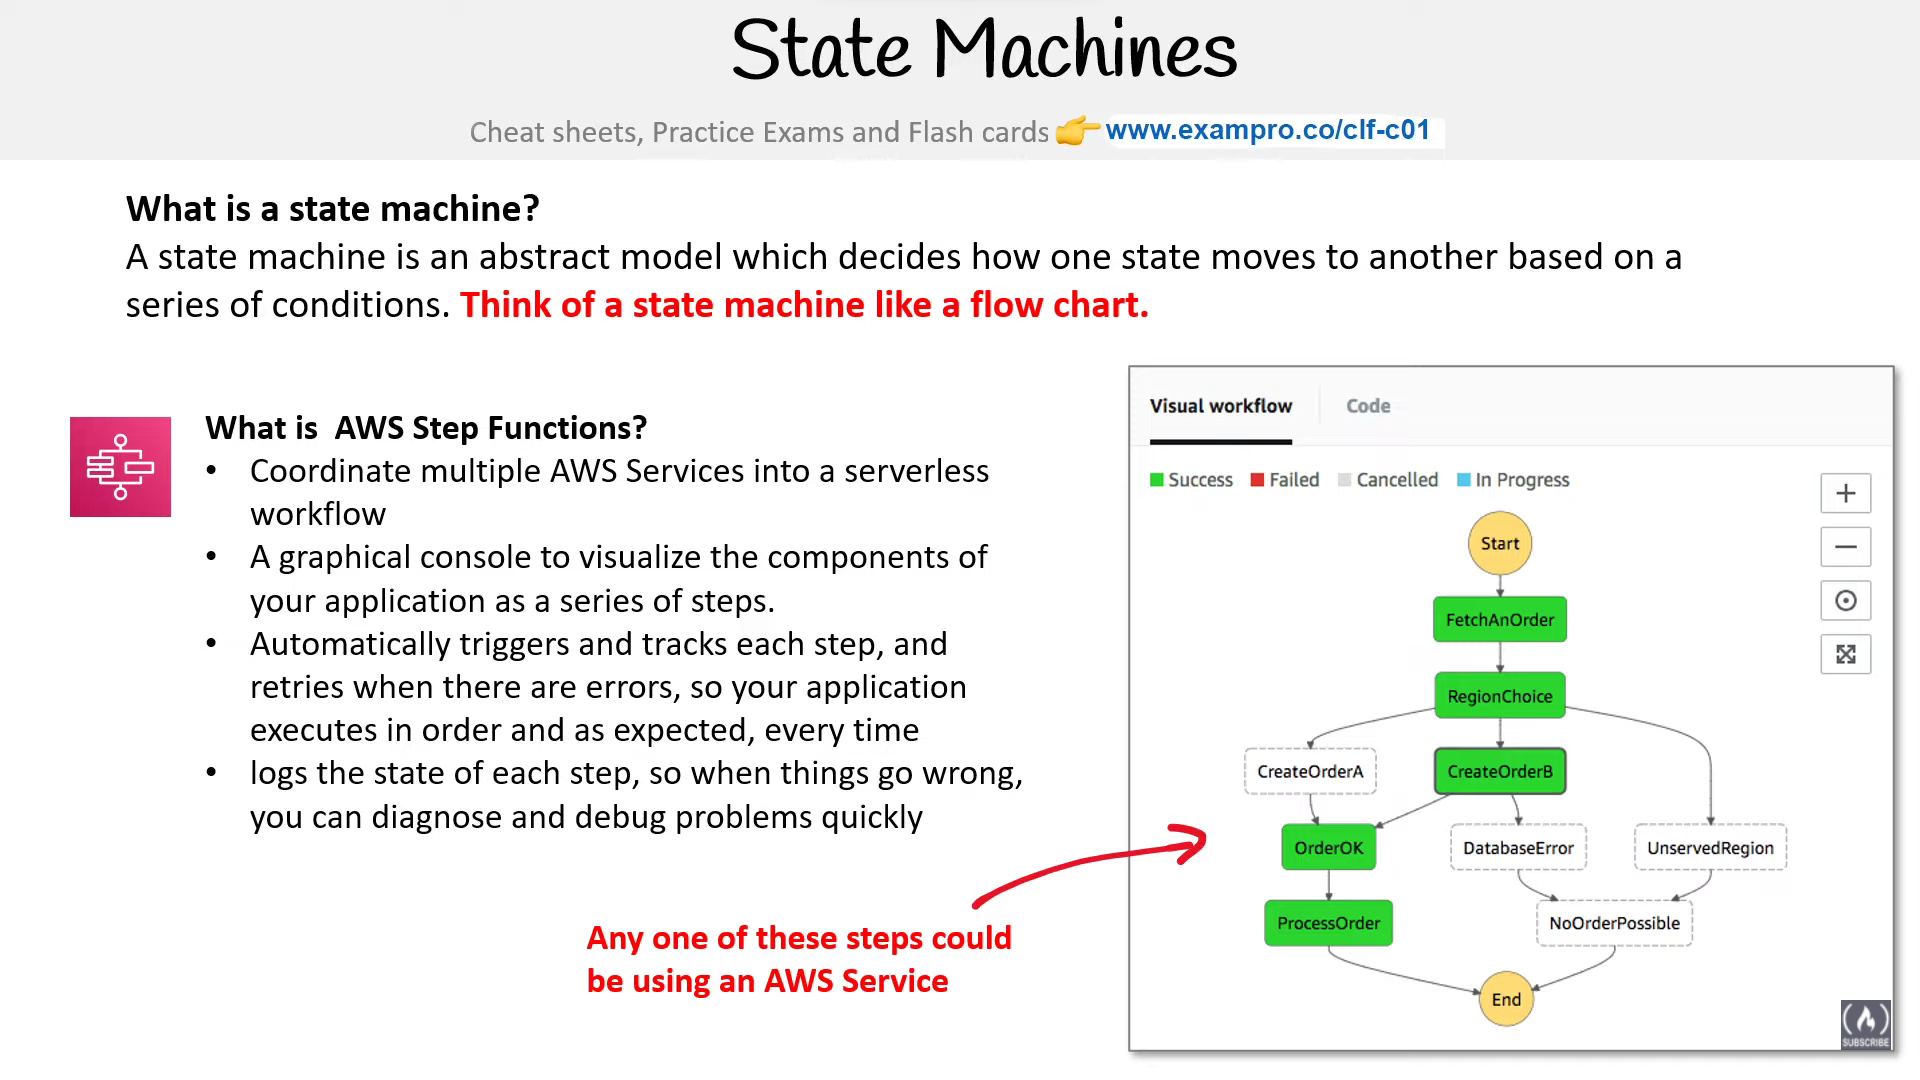 State Machines
Cheat sheets, Practice Exams and Flash cards 👉 www.exampro.co/clf-c01
What is a state machine?
A state machine is an abstract model which decides how one state moves to another based on a
series of conditions. Think of a state machine like a flow chart.
What is AWS Step Functions?
• Coordinate multiple AWS Services into a serverless
workflow
• A graphical console to visualize the components of
your application as a series of steps.
• Automatically triggers and tracks each step, and
retries when there are errors, so your application
executes in order and as expected, every time
• logs the state of each step, so when things go wrong,
you can diagnose and debug problems quickly
Any one of these steps could
be using an AWS Service
Visual workflow Code
Success Failed Cancelled In Progress
Start
FetchAnOrder
RegionChoice
CreateOrderA CreateOrderB
OrderOK DatabaseError UnservedRegion
ProcessOrder NoOrderPossible
End
SUBSCRIBE